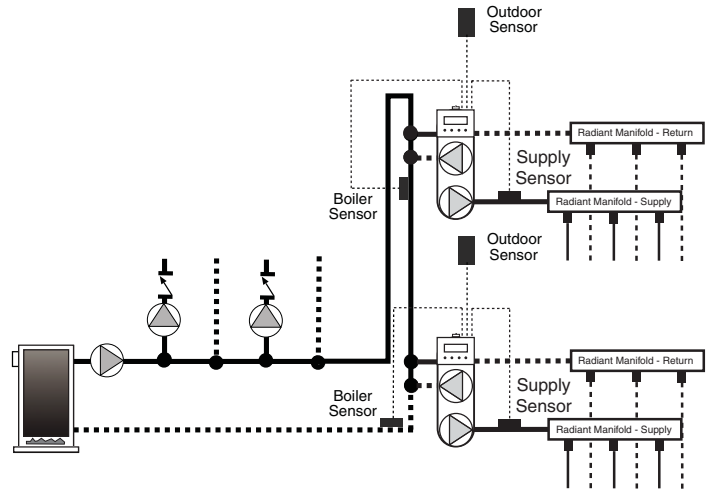 Outdoor
Sensor
Radiant Manifold - Return
Supply
Sensor
Boiler
Sensor
Radiant Manifold - Supply
Outdoor
Sensor
Radiant Manifold - Return
Supply
Sensor
Boiler
Sensor
Radiant Manifold - Supply